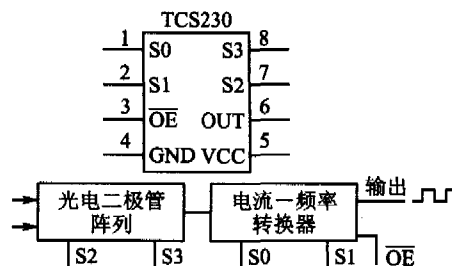 TCS230
1 S0 S3 8
2 S1 S2 7
3 OE OUT 6
4 GND VCC 5
光电二极管
阵列
电流一频率
转换器
输出
S2 S3 S0 S1 OE